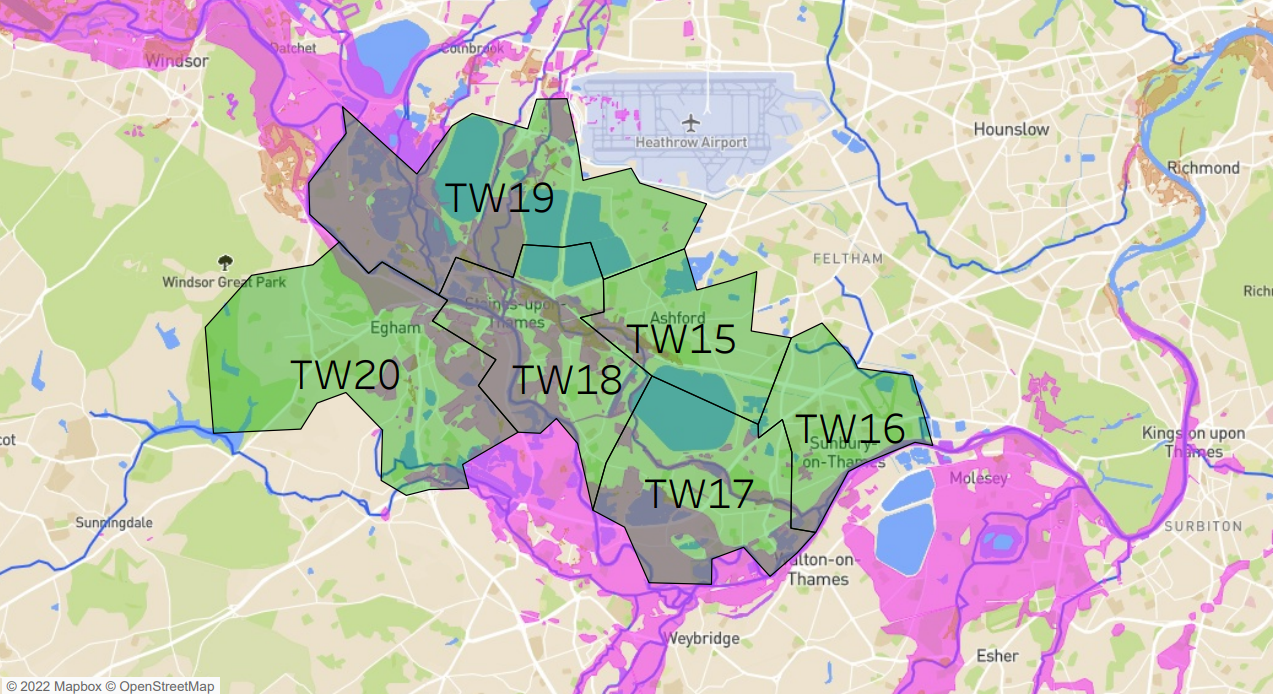 Datchet
Colnbrook
Windsor
Heathrow Airport
Hounslow
Richmond
TW19
Windsor Great Park
FELTHAM
Staines-upon-
Thames
Ashford
Egham
TW15
TW20
TW18
TW16
Sunbury-
on-Thames
Kingston upon
Thames
Molesey
TW17
Sunningdale
SURBITON
Walton-on-
Thames
Weybridge
Esher
© 2022 Mapbox © OpenStreetMap